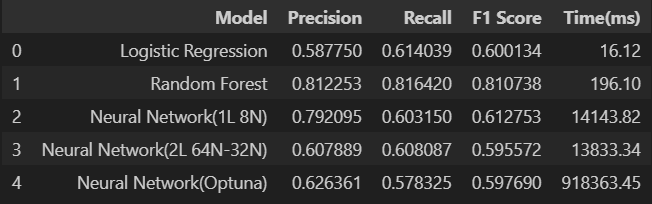 Model Precision Recall F1 Score Time(ms)
0 Logistic Regression 0.587750 0.614039 0.600134 16.12
1 Random Forest 0.812253 0.816420 0.810738 196.10
2 Neural Network(1L 8N) 0.792095 0.603150 0.612753 14143.82
3 Neural Network(2L 64N-32N) 0.607889 0.608087 0.595572 13833.34
4 Neural Network(Optuna) 0.626361 0.578325 0.597690 918363.45